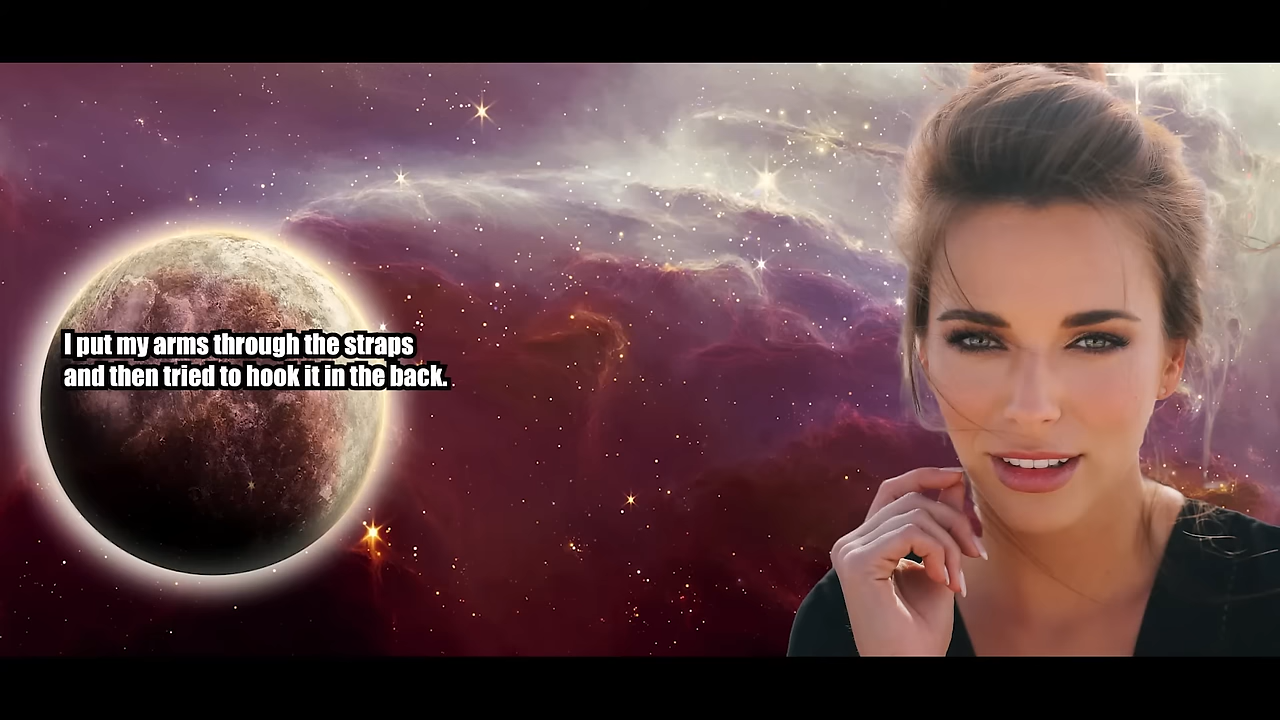 I put my arms through the straps
and then tried to hook it in the back.